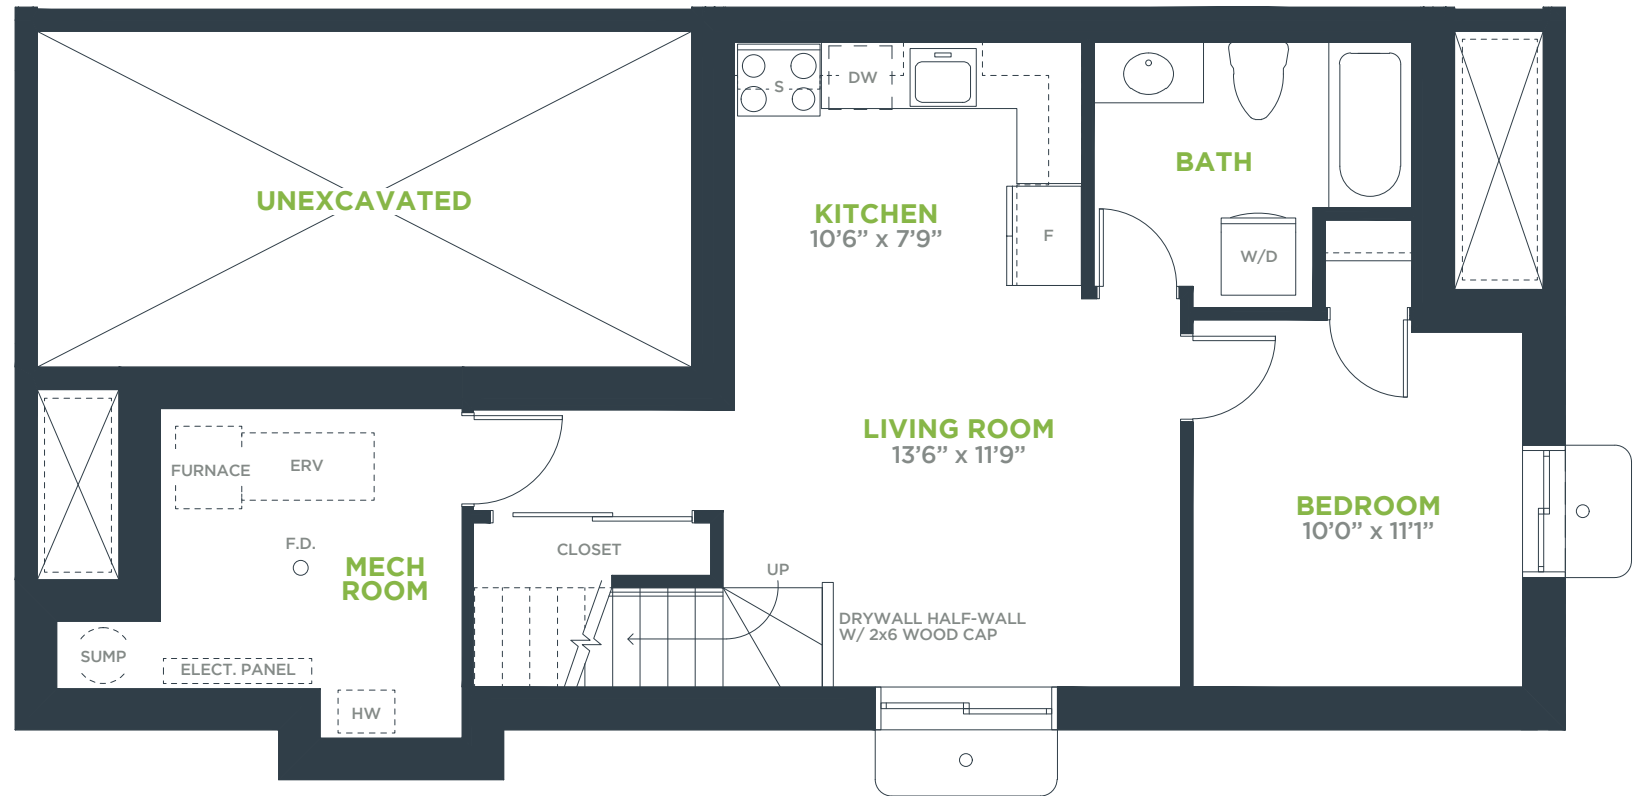 S
DW
BATH
UNEXCAVATED
KITCHEN
10’6” x 7’9”
F
W/D
LIVING ROOM
13’6” x 11’9”
FURNACE
ERV
BEDROOM
10’0” x 11’1”
F.D.
CLOSET
MECH
ROOM
UP
DRYWALL HALF-WALL
W/ 2x6 WOOD CAP
SUMP
ELECT. PANEL
HW